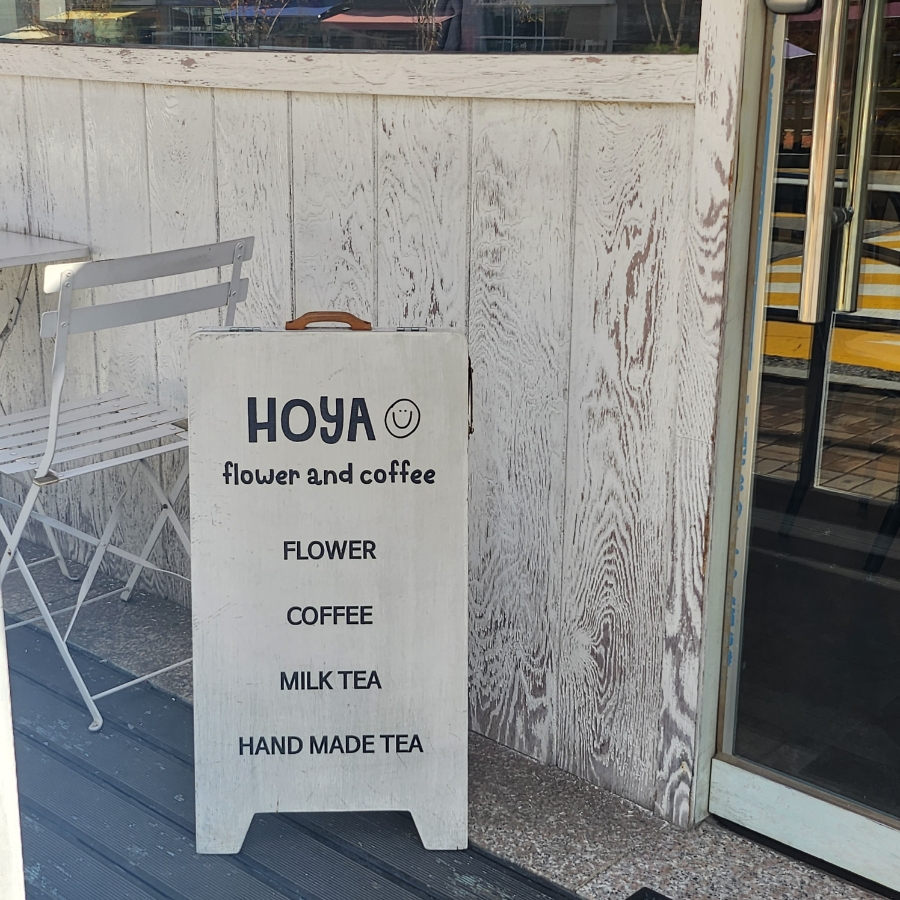 HOYA
flower and coffee
FLOWER
COFFEE
MILK TEA
HAND MADE TEA